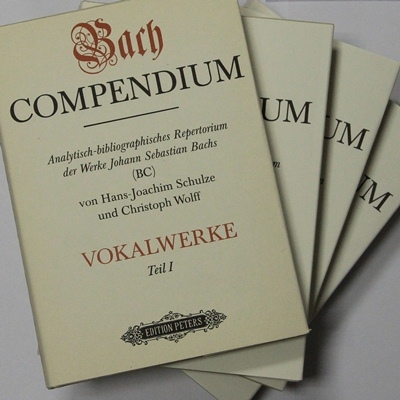 Bach
COMPENDIUM
Analytisch-bibliographisches Repertorium
der Werke Johann Sebastian Bachs
(BC)
von Hans-Joachim Schulze
und Christoph Wolff
VOKALWERKE
Teil I
EDITION PETERS
UM
UM
UM